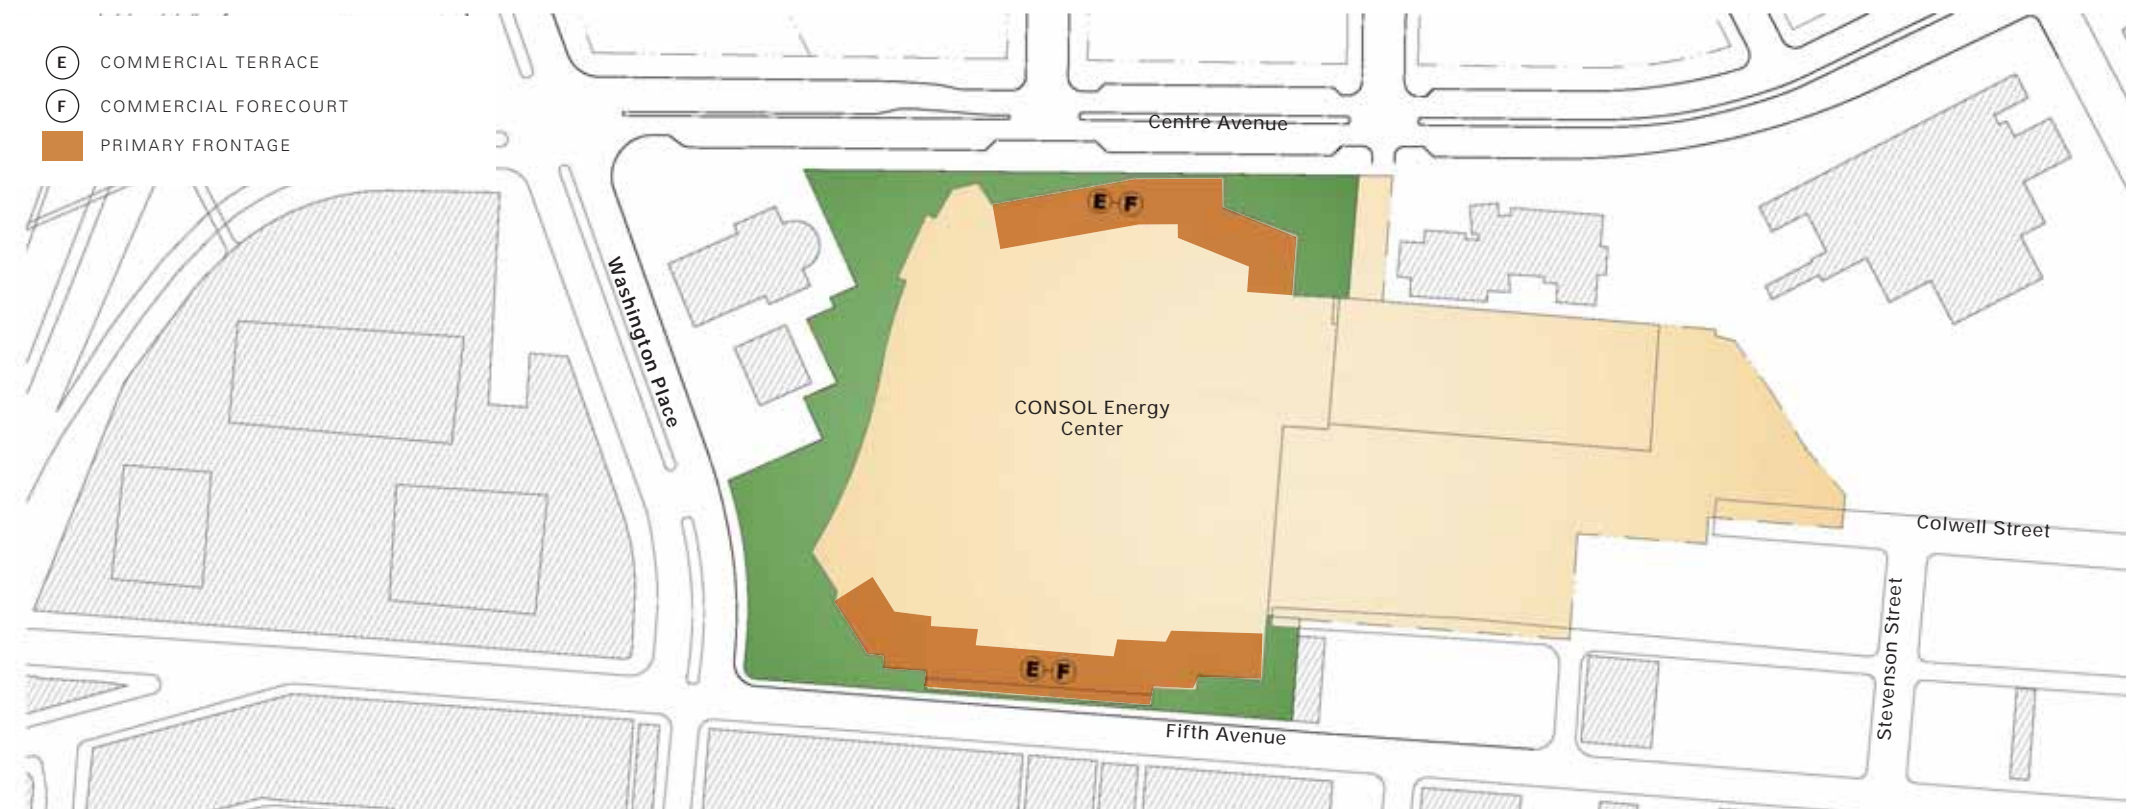 E COMMERCIAL TERRACE
F COMMERCIAL FORECOURT
PRIMARY FRONTAGE
Centre Avenue
E F
Washington Place
CONSOL Energy
Center
Colwell Street
Stevenson Street
E F
Fifth Avenue